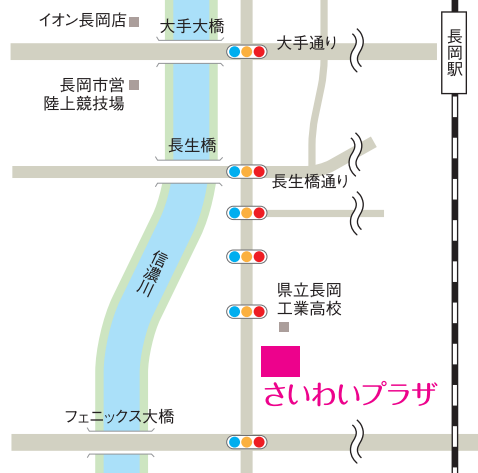 イオン長岡店
大手大橋
大手通り
長岡駅
長岡市営
陸上競技場
長生橋
長生橋通り
信濃川
県立長岡
工業高校
さいわいプラザ
フェニックス大橋